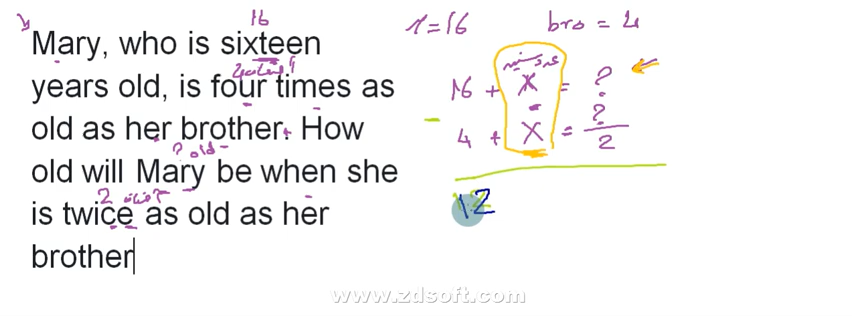 16
Mary, who is sixteen
years old, is four times as
old as her brother. How
? old
old will Mary be when she
2
is twice as old as her
brother
r = 16 bro = 4
16 + X = ?
4 + X = ?/2
12
www.zdsoft.com